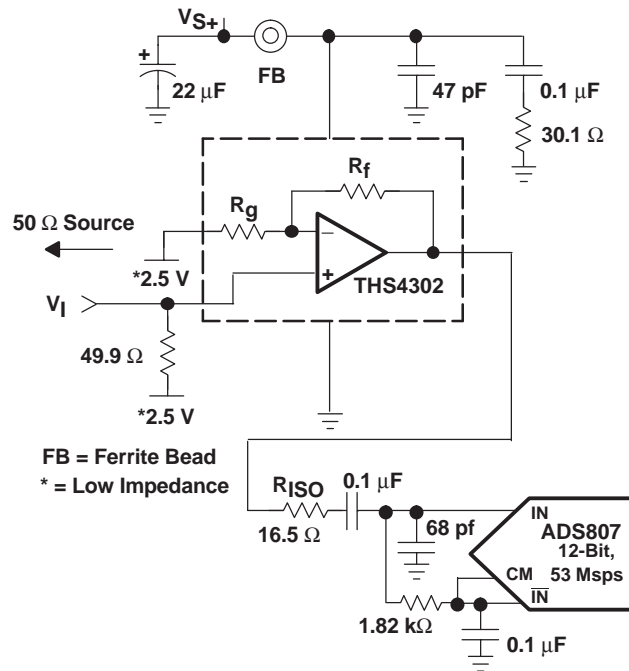 VS+
+
22 µF
FB
47 pF
0.1 µF
30.1 Ω
Rf
Rg
50 Ω Source
*2.5 V
–
+
THS4302
VI
49.9 Ω
*2.5 V
FB = Ferrite Bead
* = Low Impedance
RISO
16.5 Ω
0.1 µF
68 pf
1.82 kΩ
0.1 µF
IN
ADS807
12-Bit,
53 Msps
CM
IN